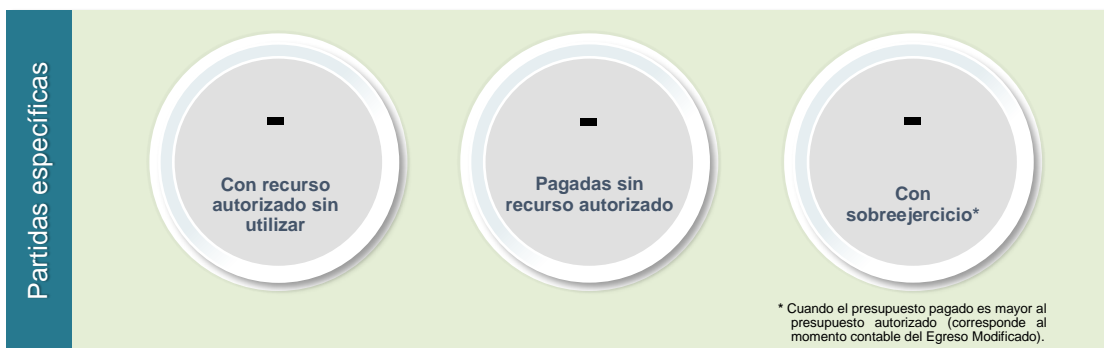 Partidas específicas
-
Con recurso
autorizado sin
utilizar
-
Pagadas sin
recurso autorizado
-
Con
sobreejercicio*
* Cuando el presupuesto pagado es mayor al
presupuesto autorizado (corresponde al
momento contable del Egreso Modificado).